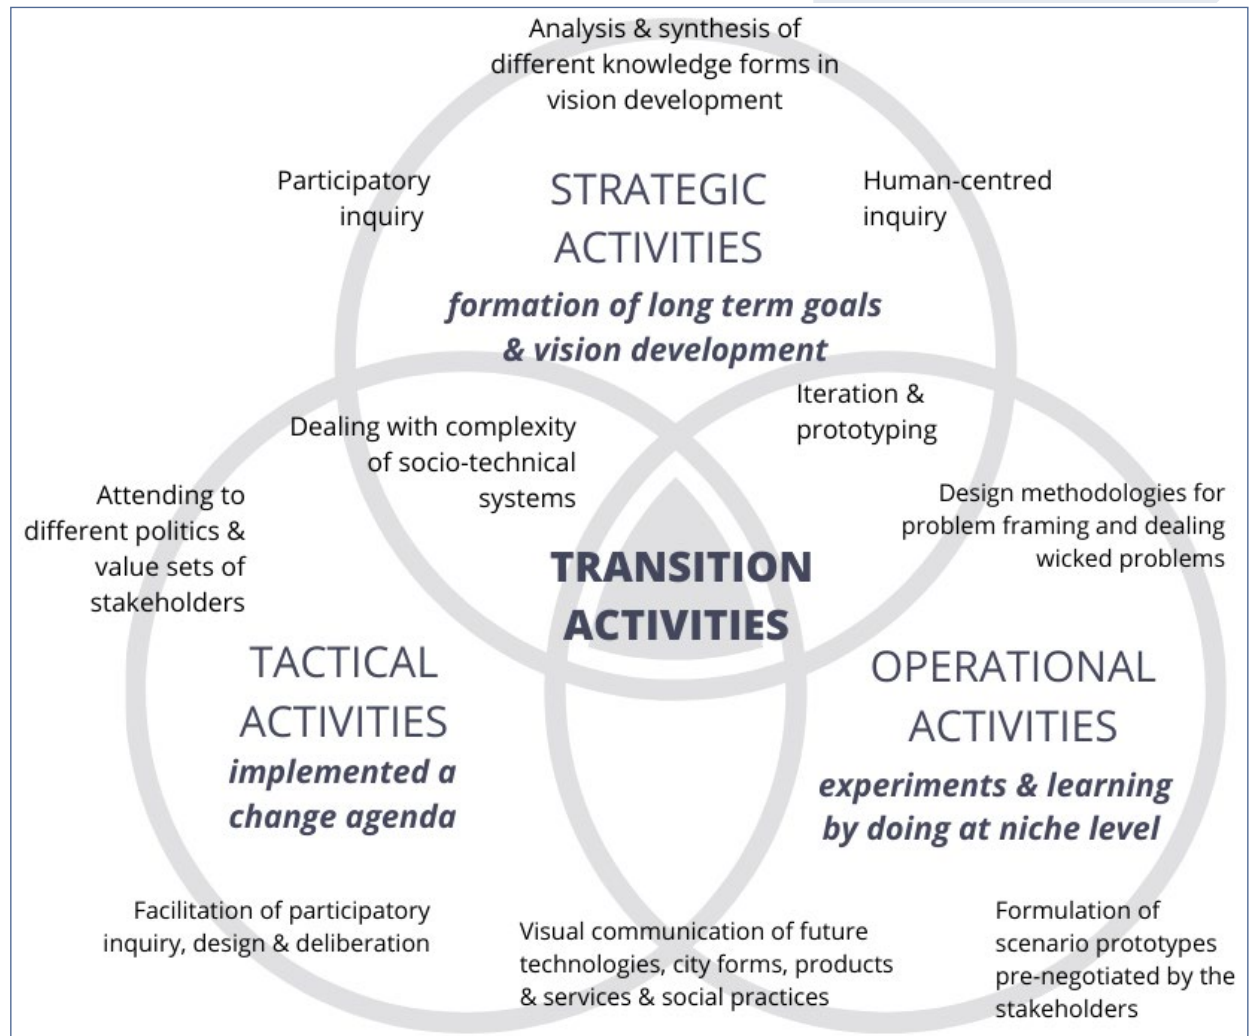 Analysis & synthesis of
different knowledge forms in
vision development
Participatory
inquiry
STRATEGIC
ACTIVITIES
Human-centred
inquiry
formation of long term goals
& vision development
Iteration &
prototyping
Dealing with complexity
of socio-technical
systems
Attending to
different politics &
value sets of
stakeholders
Design methodologies for
problem framing and dealing
wicked problems
TRANSITION
ACTIVITIES
TACTICAL
ACTIVITIES
implemented a
change agenda
OPERATIONAL
ACTIVITIES
experiments & learning
by doing at niche level
Facilitation of participatory
inquiry, design & deliberation
Visual communication of future
technologies, city forms, products
& services & social practices
Formulation of
scenario prototypes
pre-negotiated by the
stakeholders